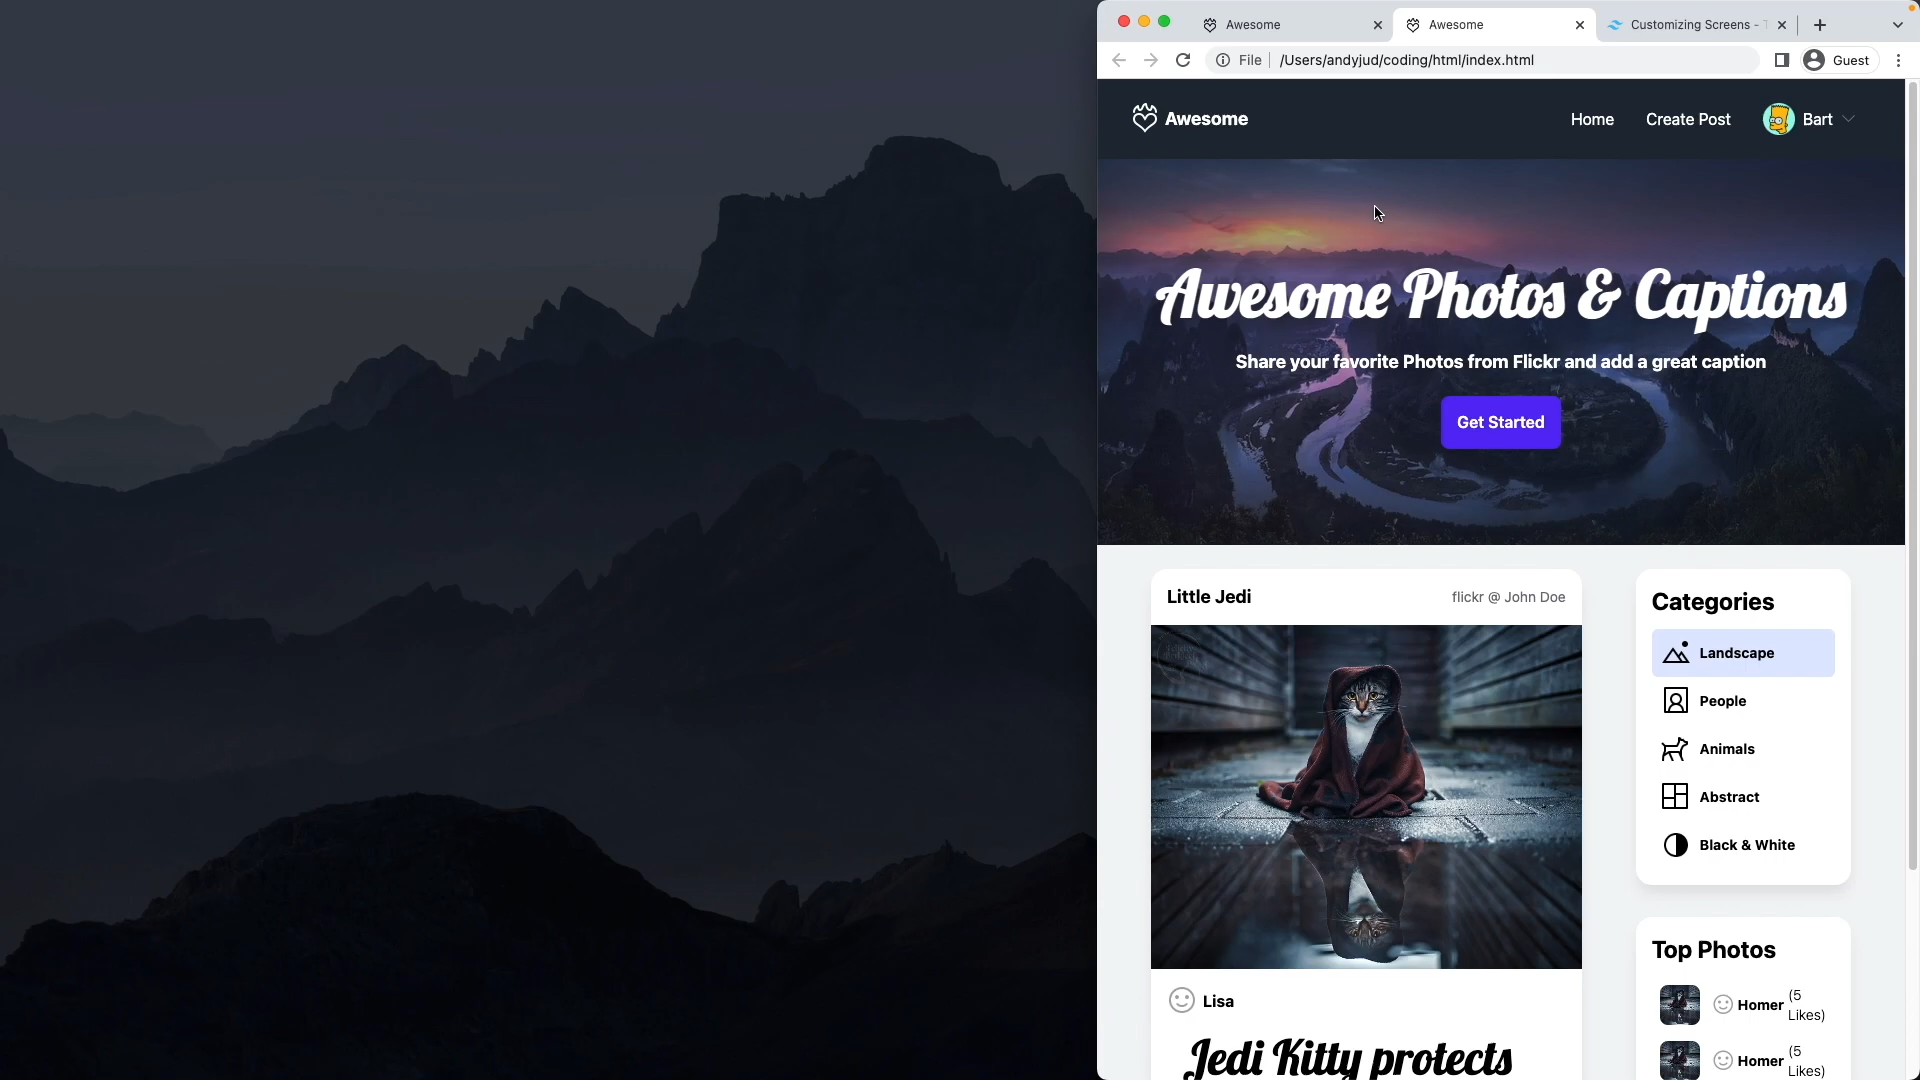 Awesome
Awesome
Customizing Screens - T
File
/Users/andyjud/coding/html/index.html
Guest
Awesome
Home
Create Post
Bart
Awesome Photos & Captions
Share your favorite Photos from Flickr and add a great caption
Get Started
Little Jedi
flickr @ John Doe
Lisa
Jedi Kitty protects
Categories
Landscape
People
Animals
Abstract
Black & White
Top Photos
Homer (5
Likes)
Homer (5
Likes)